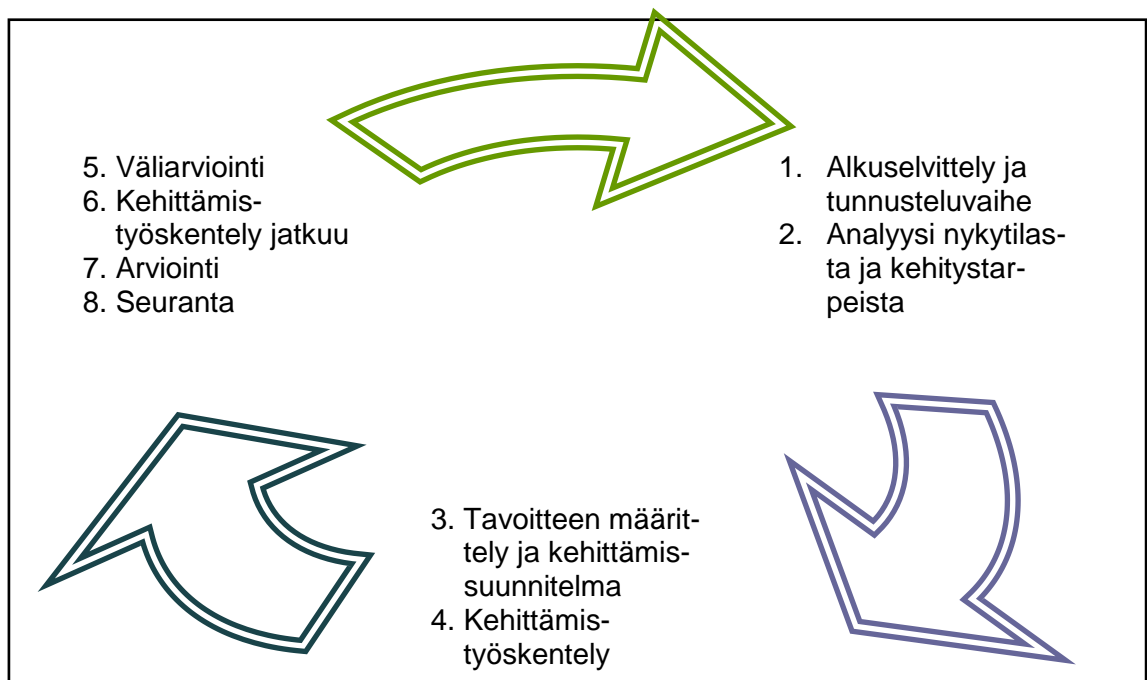 5. Väliarviointi
6. Kehittämis-
työskentely jatkuu
7. Arviointi
8. Seuranta
1. Alkuselvittely ja
tunnusteluvaihe
2. Analyysi nykytilas-
ta ja kehitystar-
peista
3. Tavoitteen määrit-
tely ja kehittämis-
suunnitelma
4. Kehittämis-
työskentely